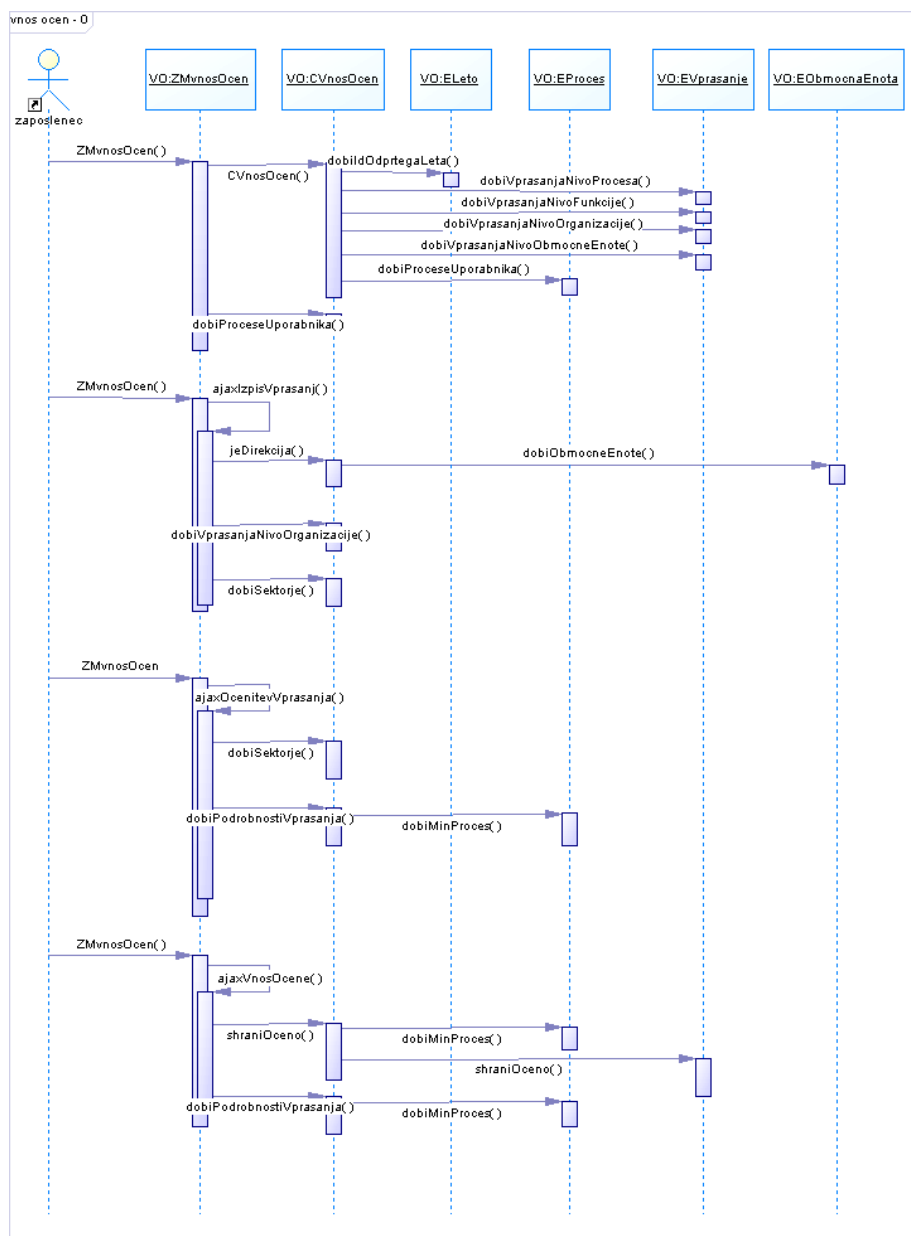 vnos ocen - 0
VO:ZMvnosOcen
VO:CVnosOcen
VO:ELeto
VO:EProces
VO:EVprasanje
VO:EObmocnaEnota
zaposlenec
ZMvnosOcen()
CVnosOcen()
dobiIdOdprtegaLeta()
dobiVprasanjaNivoProcesa()
dobiVprasanjaNivoFunkcije()
dobiVprasanjaNivoOrganizacije()
dobiVprasanjaNivoObmocneEnote()
dobiProceseUporabnika()
dobiProceseUporabnika()
ZMvnosOcen()
ajaxIzpisVprasanj()
jeDirekcija()
dobiObmocneEnote()
dobiVprasanjaNivoOrganizacije()
dobiSektorje()
ZMvnosOcen
ajaxOcenitevVprasanja()
dobiSektorje()
dobiPodrobnostiVprasanja()
dobiMinProces()
ZMvnosOcen()
ajaxVnosOcene()
shraniOceno()
dobiMinProces()
shraniOceno()
dobiPodrobnostiVprasanja()
dobiMinProces()